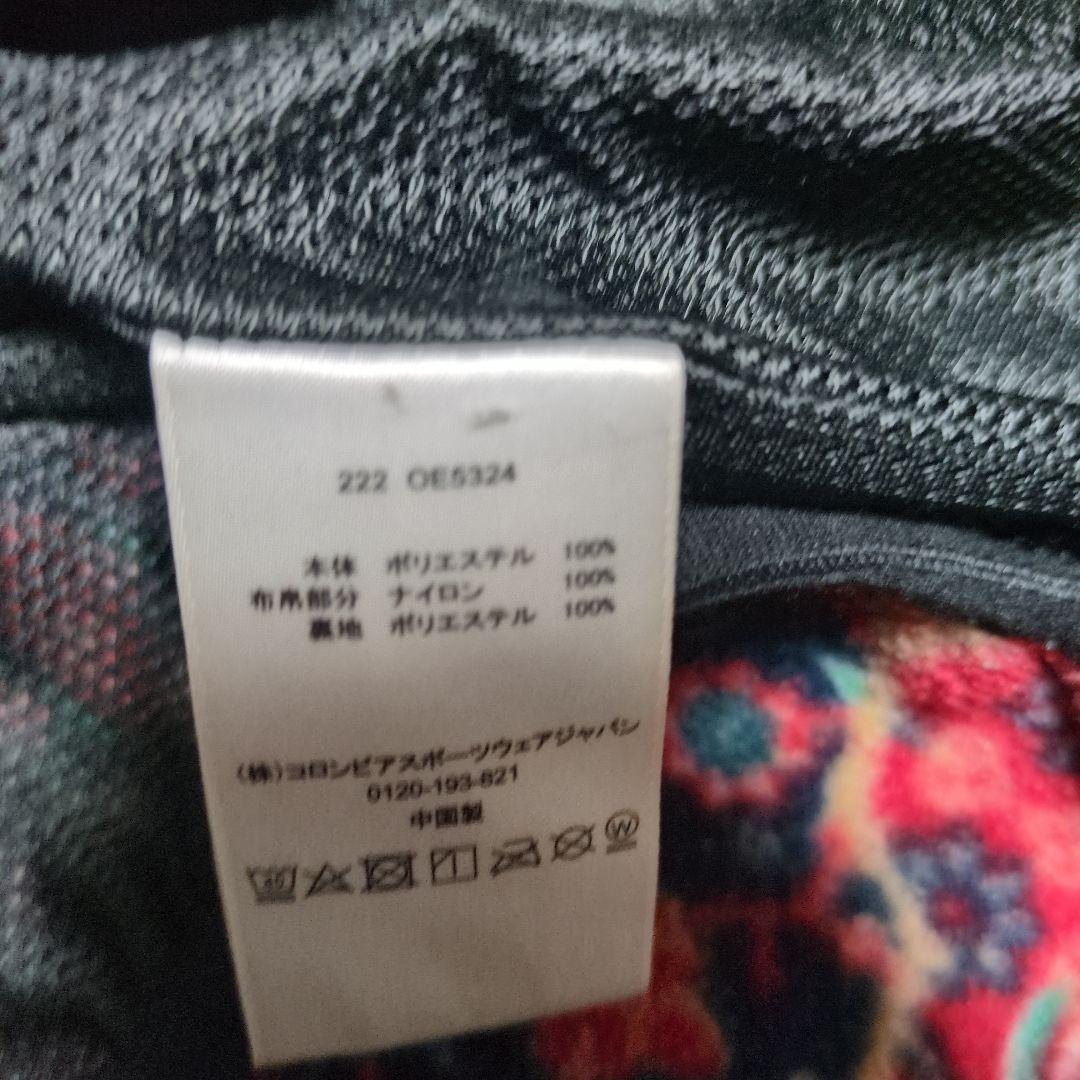 222 OE5324
本体 ポリエステル 100%
布帛部分 ナイロン 100%
裏地 ポリエステル 100%
(株)コロンビアスポーツウェアジャパン
0120-193-821
中国製
40 W